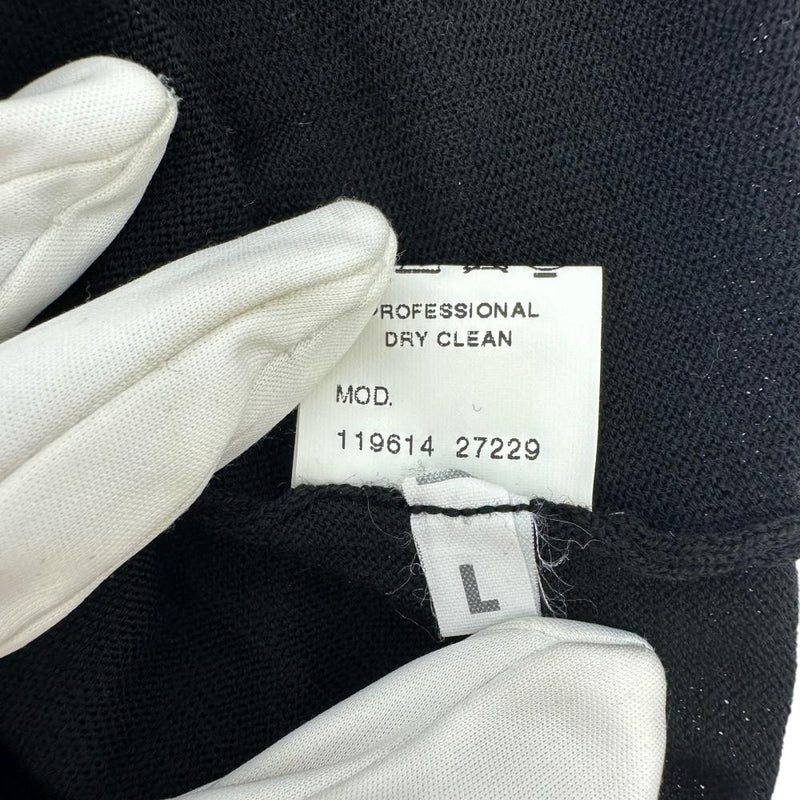 PROFESSIONAL
DRY CLEAN
MOD.
119614 27229
L